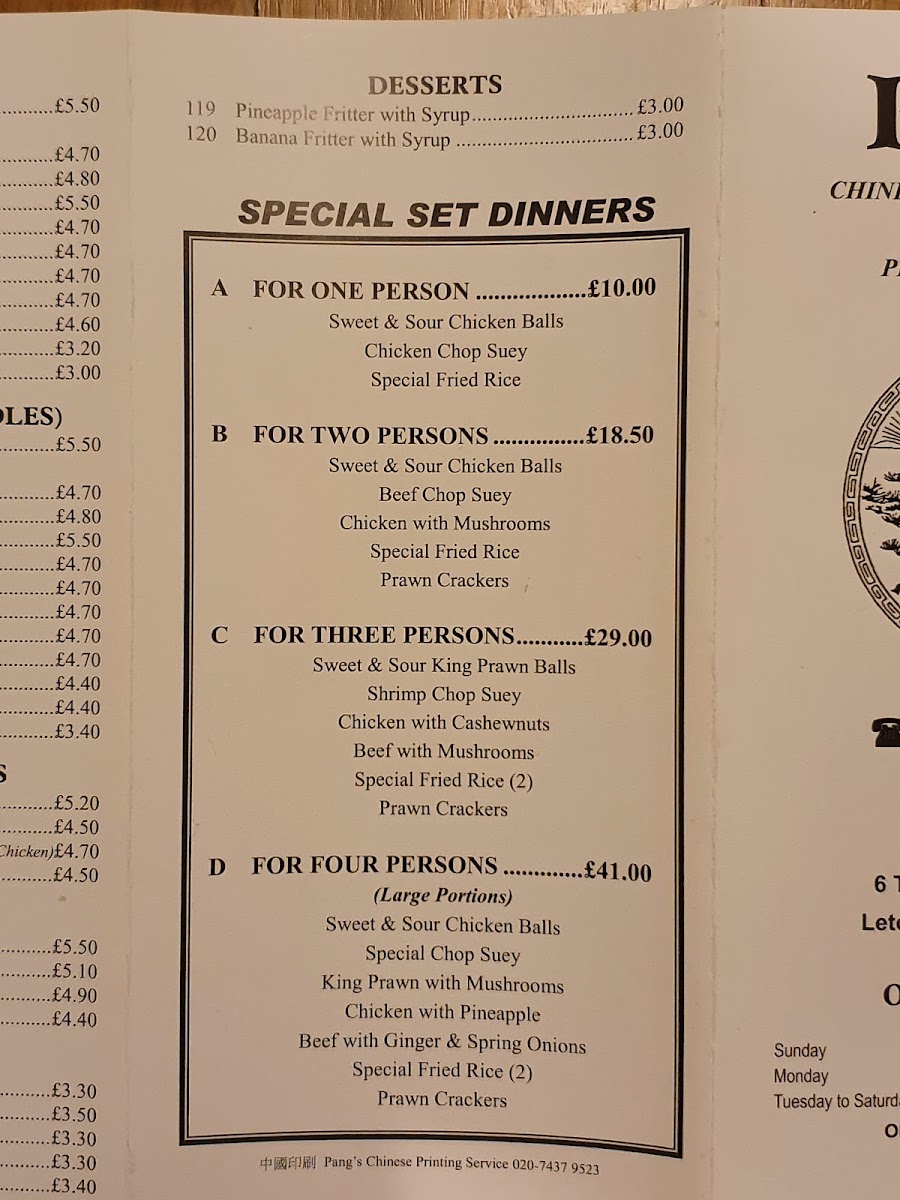 ..........£5.50
..........£4.70
..........£4.80
..........£5.50
..........£4.70
..........£4.70
..........£4.70
..........£4.70
..........£4.60
..........£3.20
..........£3.00
£5.50
..........£4.70
..........£4.80
..........£5.50
..........£4.70
..........£4.70
..........£4.70
..........£4.70
..........£4.70
..........£4.40
..........£4.40
..........£3.40
..........£5.20
..........£4.50
Chicken)£4.70
..........£4.50
..........£5.50
..........£5.10
..........£4.90
..........£4.40
..........£3.30
..........£3.50
..........£3.30
..........£3.30
..........£3.40
DESSERTS
119 Pineapple Fritter with Syrup.............................£3.00
120 Banana Fritter with Syrup ................................£3.00
SPECIAL SET DINNERS
A FOR ONE PERSON ..................£10.00
Sweet & Sour Chicken Balls
Chicken Chop Suey
Special Fried Rice
B FOR TWO PERSONS ...............£18.50
Sweet & Sour Chicken Balls
Beef Chop Suey
Chicken with Mushrooms
Special Fried Rice
Prawn Crackers
C FOR THREE PERSONS...........£29.00
Sweet & Sour King Prawn Balls
Shrimp Chop Suey
Chicken with Cashewnuts
Beef with Mushrooms
Special Fried Rice (2)
Prawn Crackers
D FOR FOUR PERSONS .............£41.00
(Large Portions)
Sweet & Sour Chicken Balls
Special Chop Suey
King Prawn with Mushrooms
Chicken with Pineapple
Beef with Ginger & Spring Onions
Special Fried Rice (2)
Prawn Crackers
中國印刷 Pang's Chinese Printing Service 020-7437 9523
6
Sunday
Monday
Tuesday to